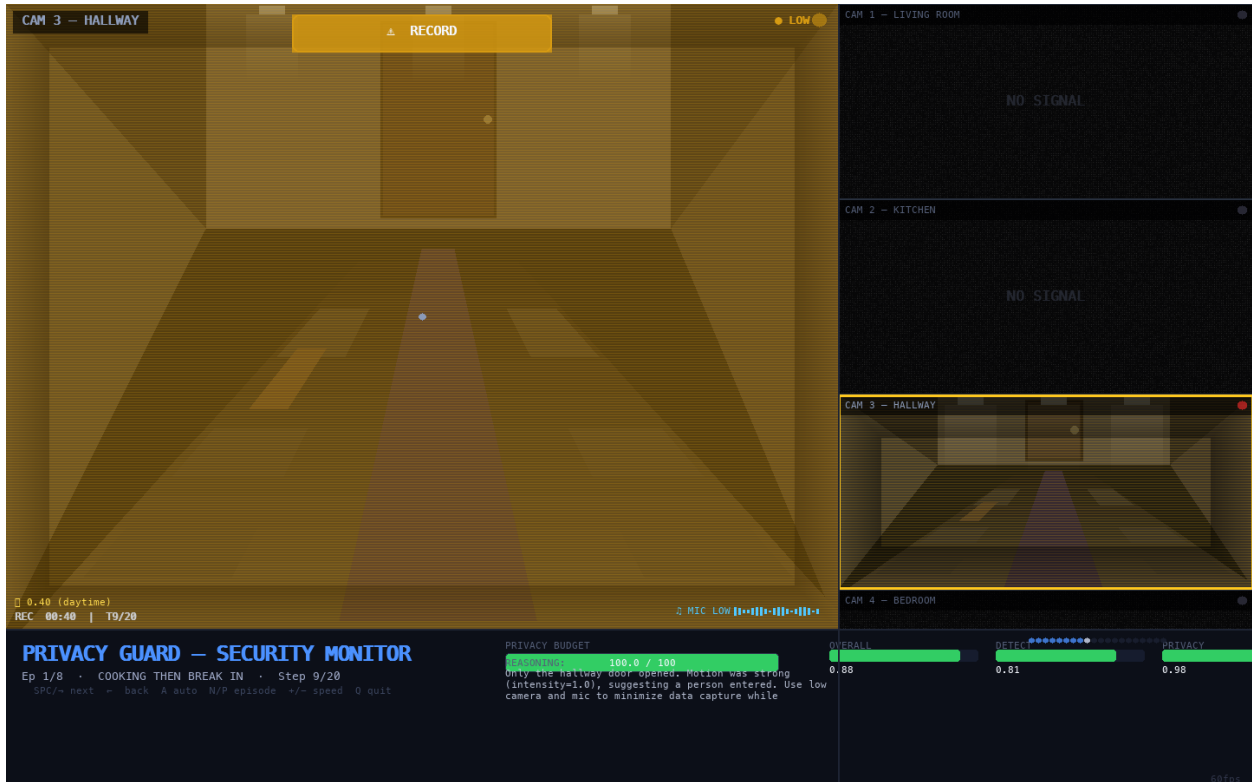 CAM 3 — HALLWAY
⚠ RECORD
● LOW
0.40 (daytime)
REC 00:40 | T9/20
♫ MIC LOW
CAM 1 — LIVING ROOM
NO SIGNAL
CAM 2 — KITCHEN
NO SIGNAL
CAM 3 — HALLWAY
CAM 4 — BEDROOM
PRIVACY GUARD — SECURITY MONITOR
Ep 1/8 · COOKING THEN BREAK IN · Step 9/20
SPC/→ next ← back A auto N/P episode +/− speed Q quit
PRIVACY BUDGET
100.0 / 100
REASONING:
Only the hallway door opened. Motion was strong
(intensity=1.0), suggesting a person entered. Use low
camera and mic to minimize data capture while
OVERALL
0.88
DETECT
0.81
PRIVACY
0.98
60fps